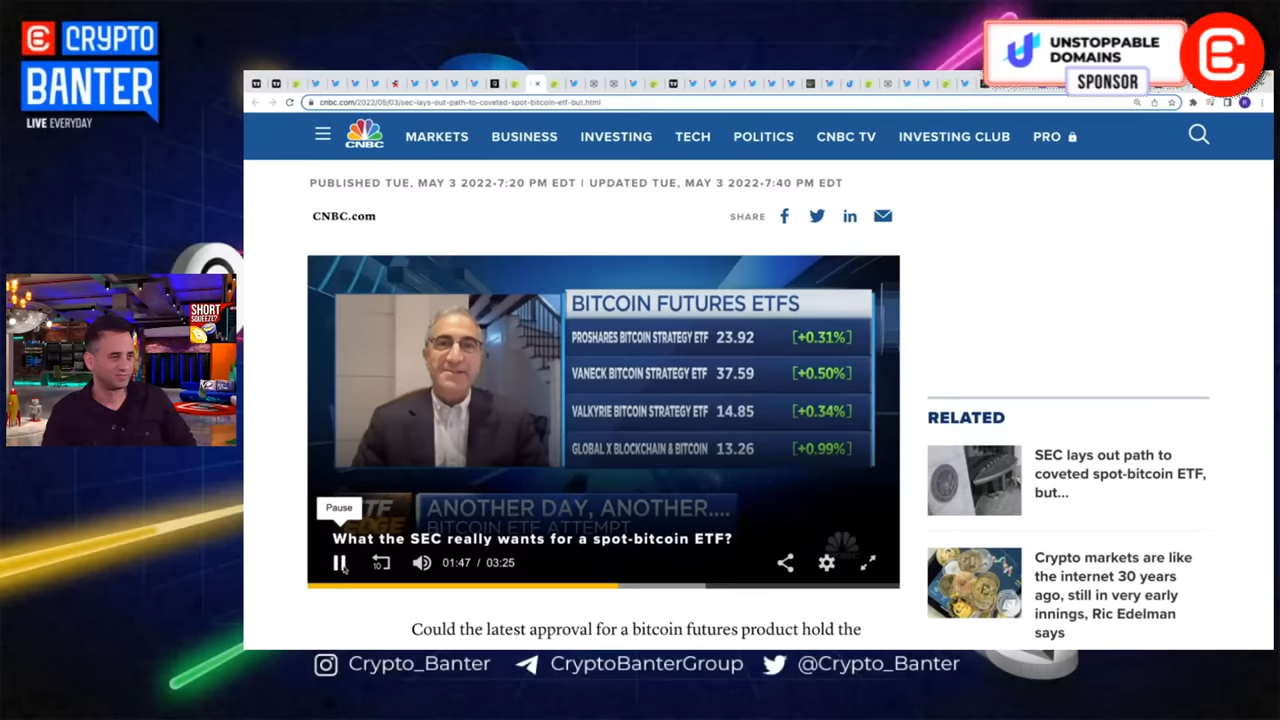 CRYPTO
BANTER
LIVE EVERYDAY
UNSTOPPABLE
DOMAINS
SPONSOR
cnbc.com/2022/05/03/sec-lays-out-path-to-coveted-spot-bitcoin-etf-but.html
CNBC
MARKETS BUSINESS INVESTING TECH POLITICS CNBC TV INVESTING CLUB PRO
PUBLISHED TUE, MAY 3 2022•7:20 PM EDT | UPDATED TUE, MAY 3 2022•7:40 PM EDT
CNBC.com
SHARE
BITCOIN FUTURES ETFS
PROSHARES BITCOIN STRATEGY ETF 23.92 [+0.31%]
VANECK BITCOIN STRATEGY ETF 37.59 [+0.50%]
VALKYRIE BITCOIN STRATEGY ETF 14.85 [+0.34%]
GLOBAL X BLOCKCHAIN & BITCOIN 13.26 [+0.99%]
SHORT
SQUEEZE?
Pause
ANOTHER DAY, ANOTHER....
BITCOIN ETF ATTEMPT
What the SEC really wants for a spot-bitcoin ETF?
10
01:47 / 03:25
Could the latest approval for a bitcoin futures product hold the
RELATED
SEC lays out path to
coveted spot-bitcoin ETF,
but...
Crypto markets are like
the internet 30 years
ago, still in very early
innings, Ric Edelman
says
Crypto_Banter CryptoBanterGroup @Crypto_Banter